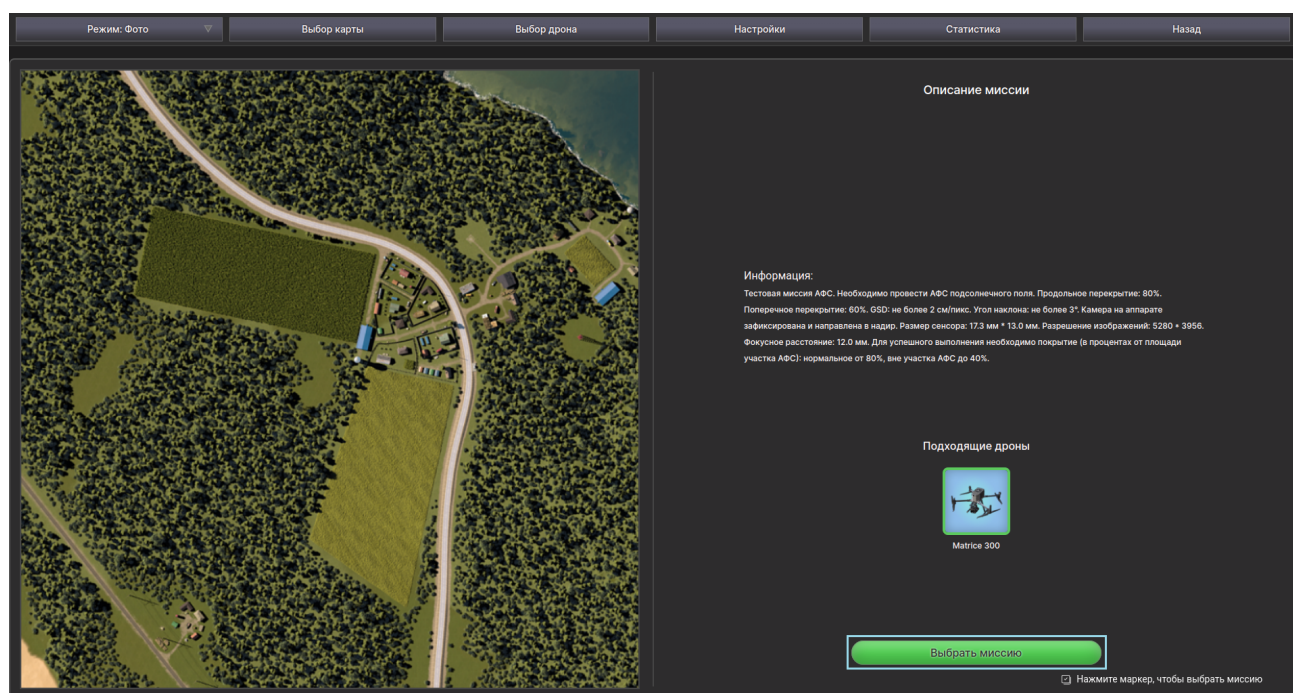 Режим: Фото
Выбор карты
Выбор дрона
Настройки
Статистика
Назад
Описание миссии
Информация:
Тестовая миссия АФС. Необходимо провести АФС подсолнечного поля. Продольное перекрытие: 80%.
Поперечное перекрытие: 60%. GSD: не более 2 см/пикс. Угол наклона: не более 3°. Камера на аппарате
зафиксирована и направлена в надир. Размер сенсора: 17.3 мм * 13.0 мм. Разрешение изображений: 5280 * 3956.
Фокусное расстояние: 12.0 мм. Для успешного выполнения необходимо покрытие (в процентах от площади
участка АФС): нормальное от 80%, вне участка АФС до 40%.
Подходящие дроны
Matrice 300
Выбрать миссию
Нажмите маркер, чтобы выбрать миссию